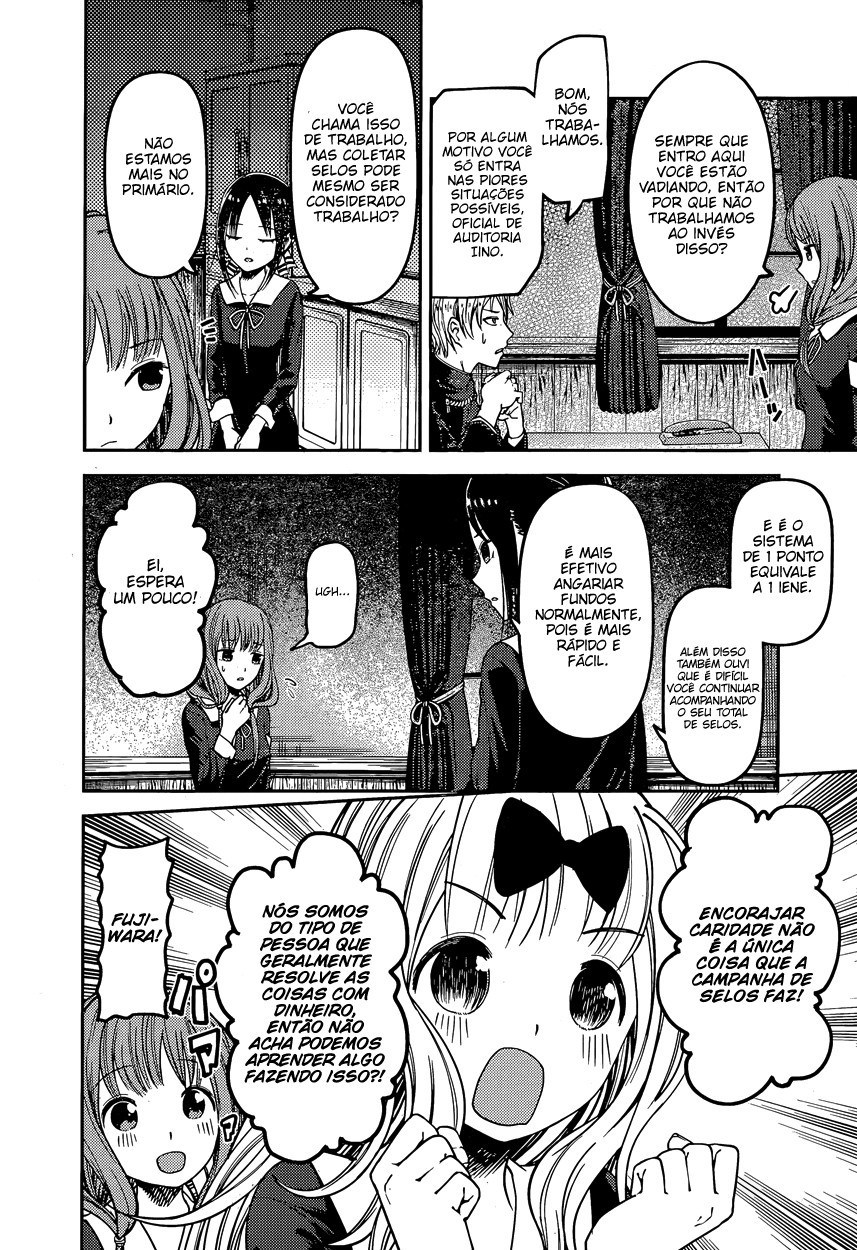 SEMPRE QUE
ENTRO AQUI
VOCÊ ESTÃO
VADIANDO, ENTÃO
POR QUE NÃO
TRABALHAMOS
AO INVÉS
DISSO?
BOM,
NÓS
TRABA-
LHAMOS.
POR ALGUM
MOTIVO VOCÊ
SÓ ENTRA
NAS PIORES
SITUAÇÕES
POSSÍVEIS,
OFICIAL DE
AUDITORIA
IINO.
VOCÊ
CHAMA ISSO
DE TRABALHO,
MAS COLETAR
SELOS PODE
MESMO SER
CONSIDERADO
TRABALHO?
NÃO
ESTAMOS
MAIS NO
PRIMÁRIO.
E É O
SISTEMA
DE 1 PONTO
EQUIVALE
A 1 IENE.
ALÉM DISSO
TAMBÉM OUVI
QUE É DIFÍCIL
VOCÊ CONTINUAR
ACOMPANHANDO
O SEU TOTAL
DE SELOS.
É MAIS
EFETIVO
ANGARIAR
FUNDOS
NORMALMENTE,
POIS É MAIS
RÁPIDO E
FÁCIL.
UGH...
EI,
ESPERA
UM POUCO!
ENCORAJAR
CARIDADE NÃO
É A ÚNICA
COISA QUE A
CAMPANHA DE
SELOS FAZ!
NÓS SOMOS
DO TIPO DE
PESSOA QUE
GERALMENTE
RESOLVE AS
COISAS COM
DINHEIRO,
ENTÃO NÃO
ACHA PODEMOS
APRENDER ALGO
FAZENDO ISSO?!
FUJI-
WARA!
パアァ